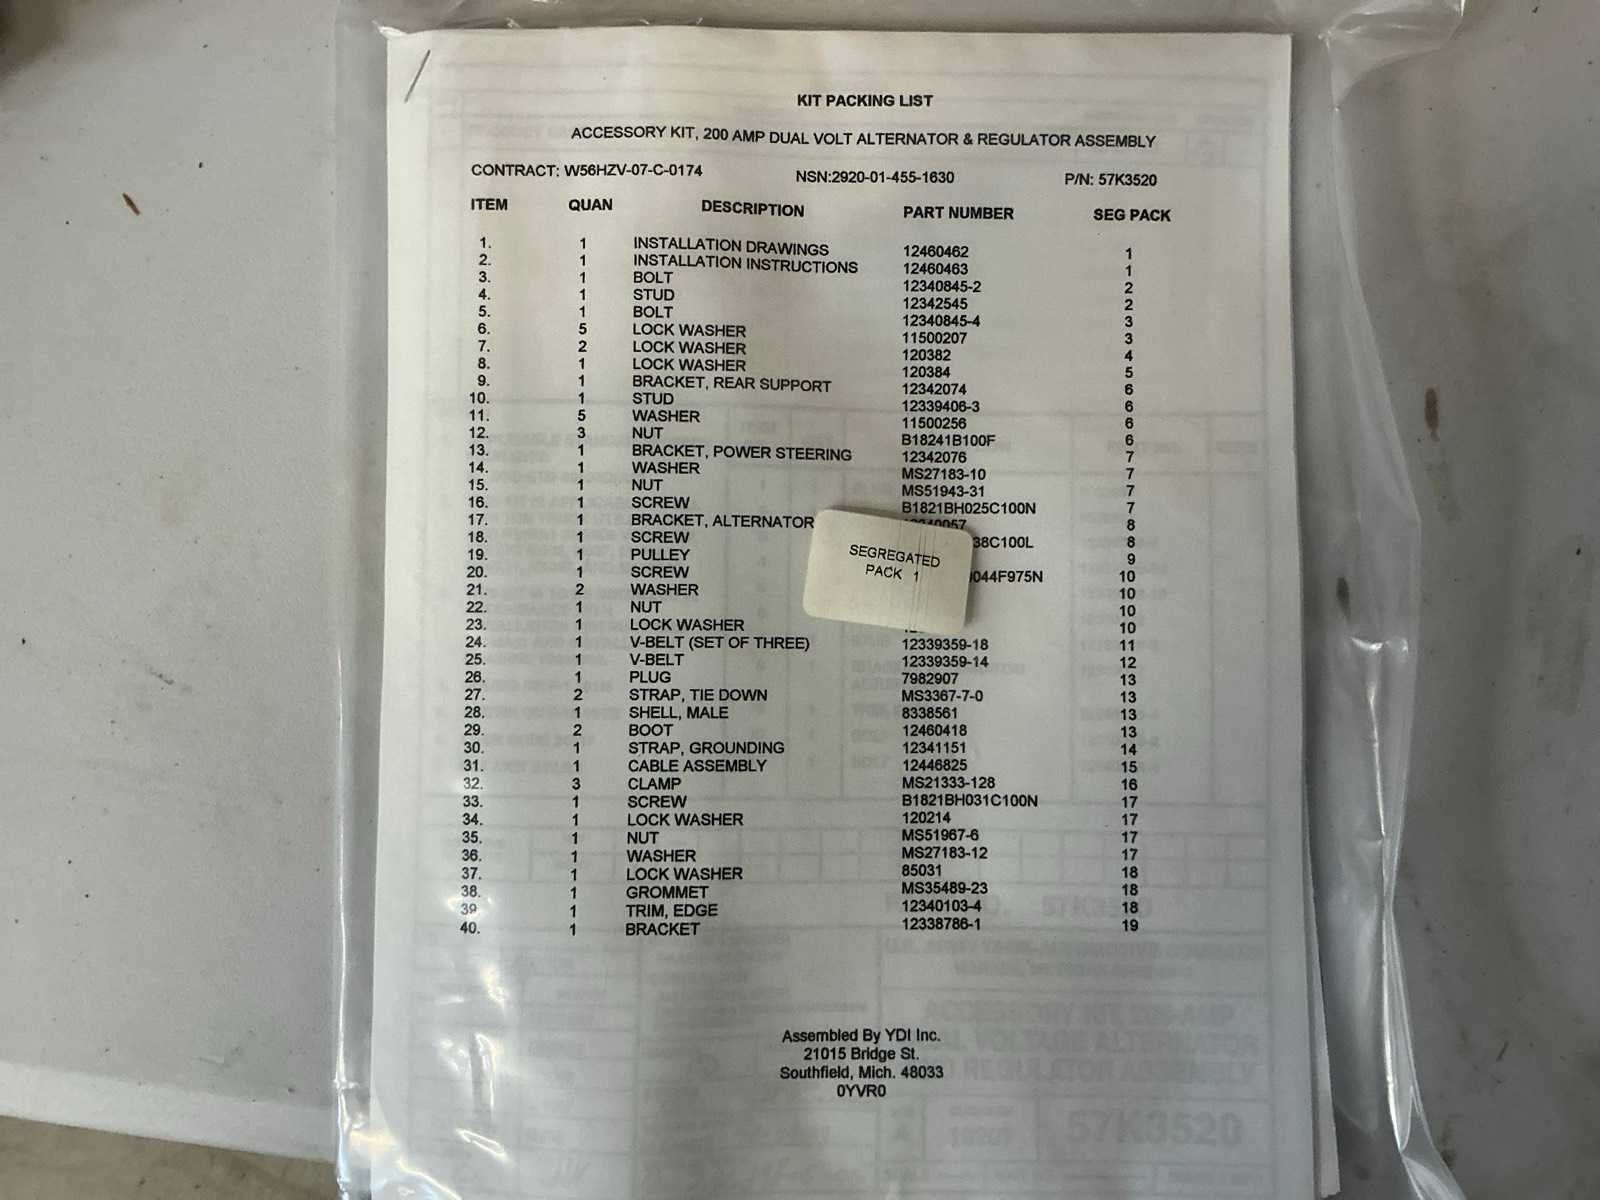 KIT PACKING LIST
ACCESSORY KIT, 200 AMP DUAL VOLT ALTERNATOR & REGULATOR ASSEMBLY
CONTRACT: W56HZV-07-C-0174 NSN:2920-01-455-1630 P/N: 57K3520
ITEM QUAN DESCRIPTION PART NUMBER SEG PACK
1. 1 INSTALLATION DRAWINGS 12460462 1
2. 1 INSTALLATION INSTRUCTIONS 12460463 1
3. 1 BOLT 12340845-2 2
4. 1 STUD 12342545 2
5. 1 BOLT 12340845-4 3
6. 5 LOCK WASHER 11500207 3
7. 2 LOCK WASHER 120382 4
8. 1 LOCK WASHER 120384 5
9. 1 BRACKET, REAR SUPPORT 12342074 6
10. 1 STUD 12339406-3 6
11. 5 WASHER 11500256 6
12. 3 NUT B18241B100F 6
13. 1 BRACKET, POWER STEERING 12342076 7
14. 1 WASHER MS27183-10 7
15. 1 NUT MS51943-31 7
16. 1 SCREW B1821BH025C100N 7
17. 1 BRACKET, ALTERNATOR 8
18. 1 SCREW 38C100L 8
19. 1 PULLEY 9
20. 1 SCREW 044F975N 10
21. 2 WASHER 10
22. 1 NUT 10
23. 1 LOCK WASHER 10
24. 1 V-BELT (SET OF THREE) 12339359-18 11
25. 1 V-BELT 12339359-14 12
26. 1 PLUG 7982907 13
27. 2 STRAP, TIE DOWN MS3367-7-0 13
28. 1 SHELL, MALE 8338561 13
29. 2 BOOT 12460418 13
30. 1 STRAP, GROUNDING 12341151 14
31. 1 CABLE ASSEMBLY 12446825 15
32. 3 CLAMP MS21333-128 16
33. 1 SCREW B1821BH031C100N 17
34. 1 LOCK WASHER 120214 17
35. 1 NUT MS51967-6 17
36. 1 WASHER MS27183-12 17
37. 1 LOCK WASHER 85031 18
38. 1 GROMMET MS35489-23 18
39 1 TRIM, EDGE 12340103-4 18
40. 1 BRACKET 12338786-1 19
SEGREGATED
PACK 1
Assembled By YDI Inc.
21015 Bridge St.
Southfield, Mich. 48033
0YVR0
ACCESSORY KIT 200-AMP
VOLTAGE ALTERNATOR
REGULATOR ASSEMBLY
57K3520